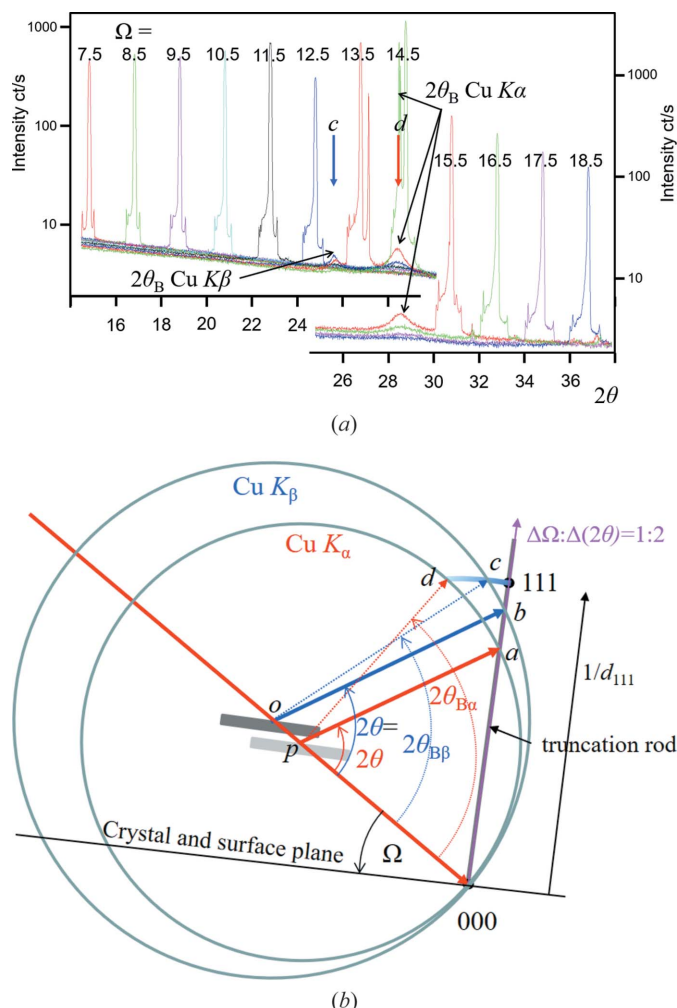 1000
100
10
Intensity ct/s
Ω =
7.5 8.5 9.5 10.5 11.5 12.5 13.5 14.5
c
d
2θB Cu Kα
2θB Cu Kβ
15.5 16.5 17.5 18.5
1000
100
10
Intensity ct/s
16 18 20 22 24
26 28 30 32 34 36 2θ
(a)
Cu Kβ
Cu Kα
ΔΩ:Δ(2θ)=1:2
d
c
111
b
a
1/d111
o
p
2θ=
2θ
2θBβ
2θBα
truncation rod
Crystal and surface plane
Ω
000
(b)